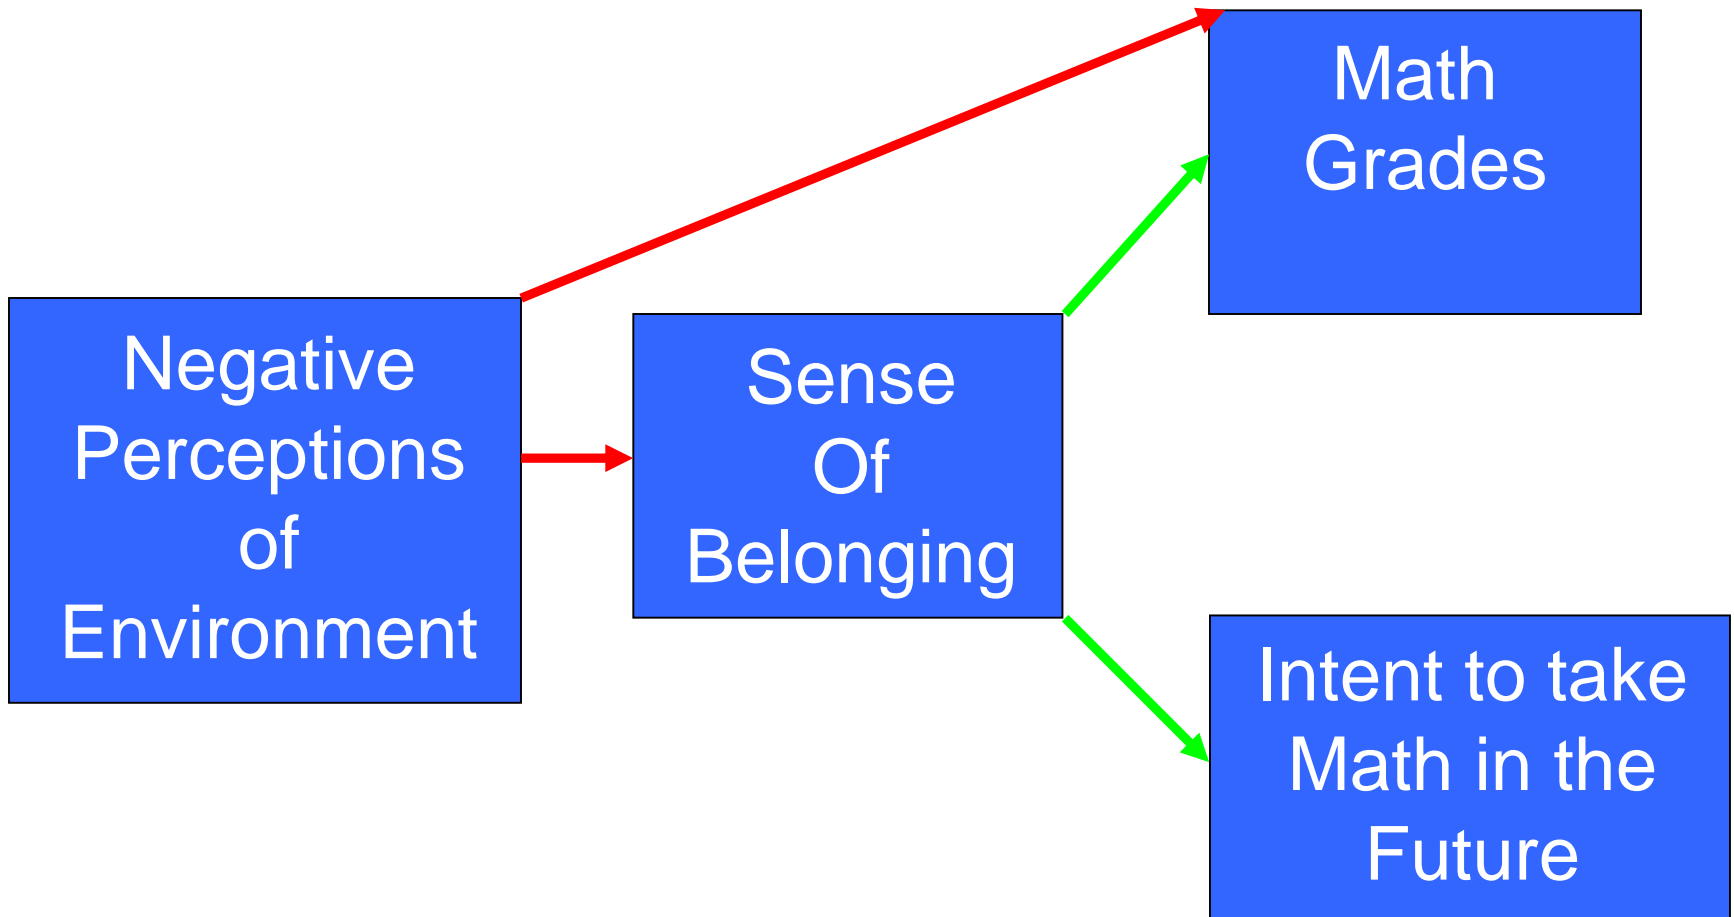 Math
Grades
Negative
Perceptions
of
Environment
Sense
Of
Belonging
Intent to take
Math in the
Future